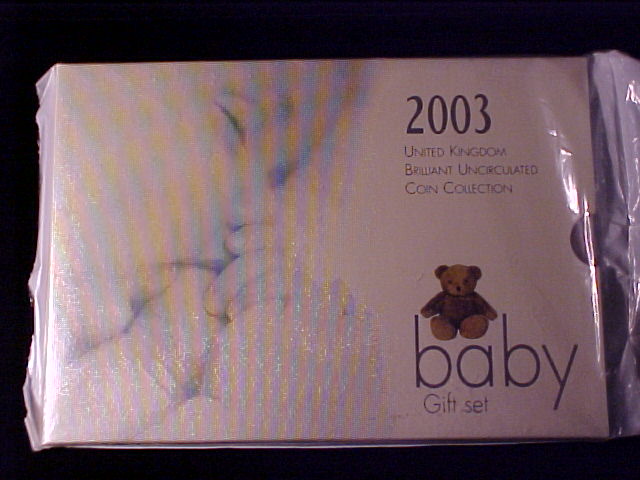 2003
United Kingdom
Brilliant Uncirculated
Coin Collection
baby
Gift set